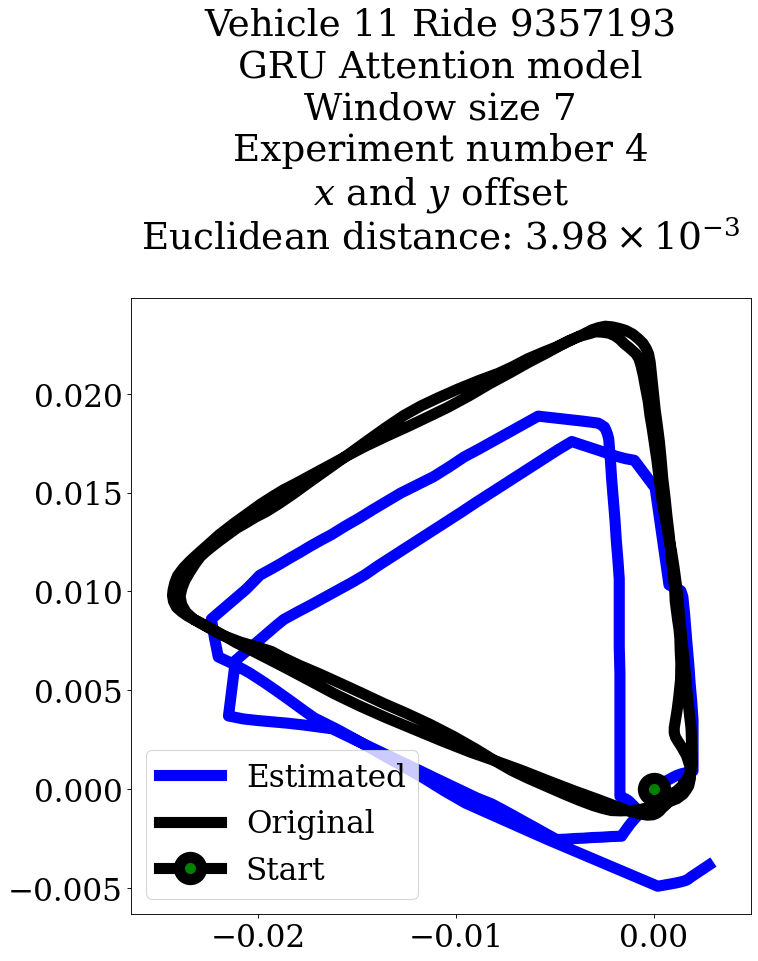 Vehicle 11 Ride 9357193
GRU Attention model
Window size 7
Experiment number 4
x and y offset
Euclidean distance: 3.98 × 10⁻³
0.020
0.015
0.010
0.005
0.000
−0.005
Estimated
Original
Start
−0.02
−0.01
0.00